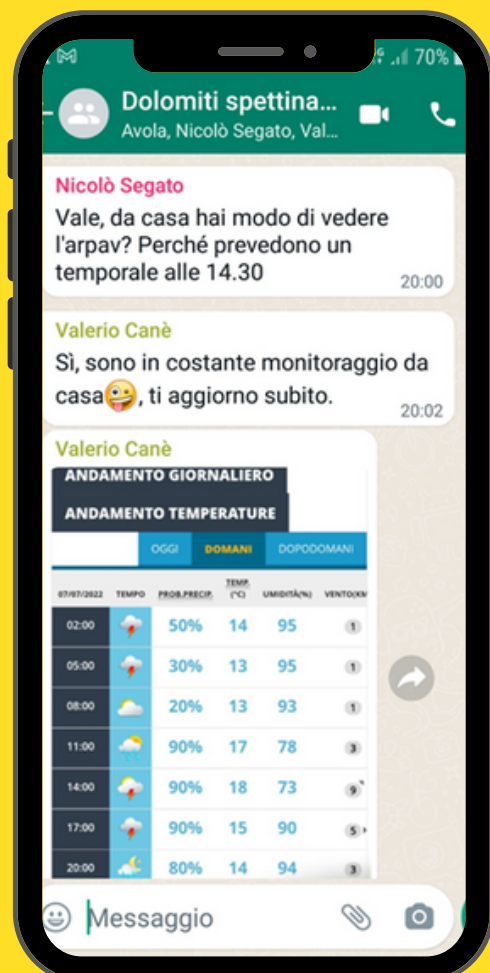 70%
Dolomiti spettina...
Avola, Nicolò Segato, Val...
Nicolò Segato
Vale, da casa hai modo di vedere
l'arpav? Perché prevedono un
temporale alle 14.30
20:00
Valerio Canè
Sì, sono in costante monitoraggio da
casa🤪, ti aggiorno subito.
20:02
Valerio Canè
ANDAMENTO GIORNALIERO
ANDAMENTO TEMPERATURE
OGGI DOMANI DOPODOMANI
07/07/2022 TEMPO PROB.PRECIP. TEMP. (°C) UMIDITÀ(%) VENTO(KM
02:00 50% 14 95 1
05:00 30% 13 95 1
08:00 20% 13 93 1
11:00 90% 17 78 3
14:00 90% 18 73 9
17:00 90% 15 90 5
20:00 80% 14 94 3
Messaggio